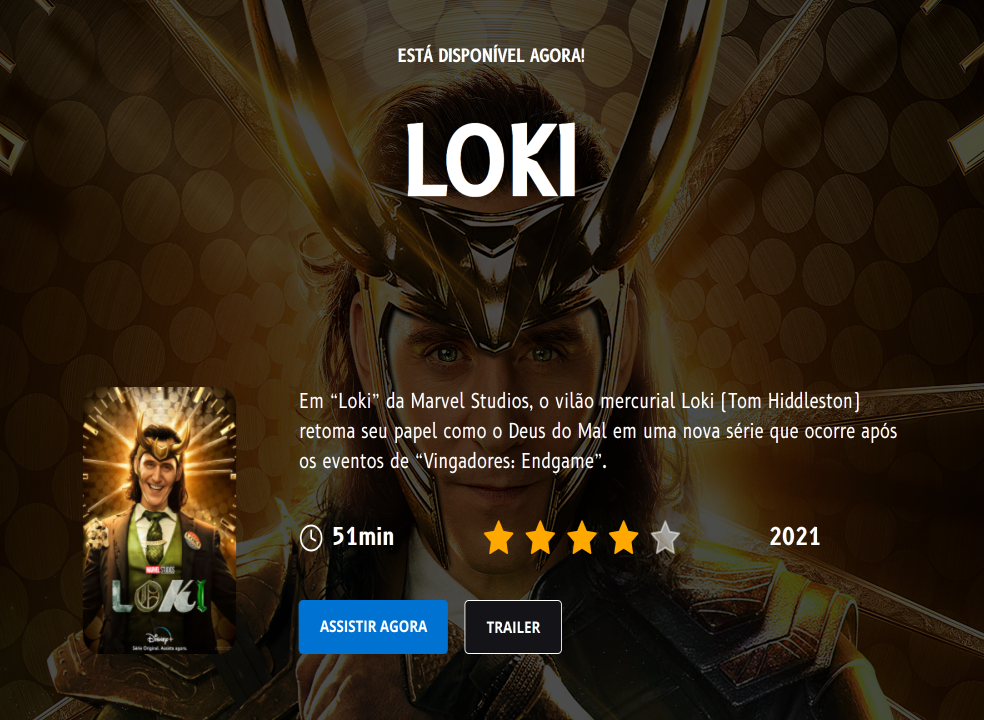 ESTÁ DISPONÍVEL AGORA!
LOKI
Em “Loki” da Marvel Studios, o vilão mercurial Loki (Tom Hiddleston)
retoma seu papel como o Deus do Mal em uma nova série que ocorre após
os eventos de “Vingadores: Endgame”.
51min
2021
ASSISTIR AGORA
TRAILER
MARVEL STUDIOS
LOKI
Disney+
Série Original. Assista agora.